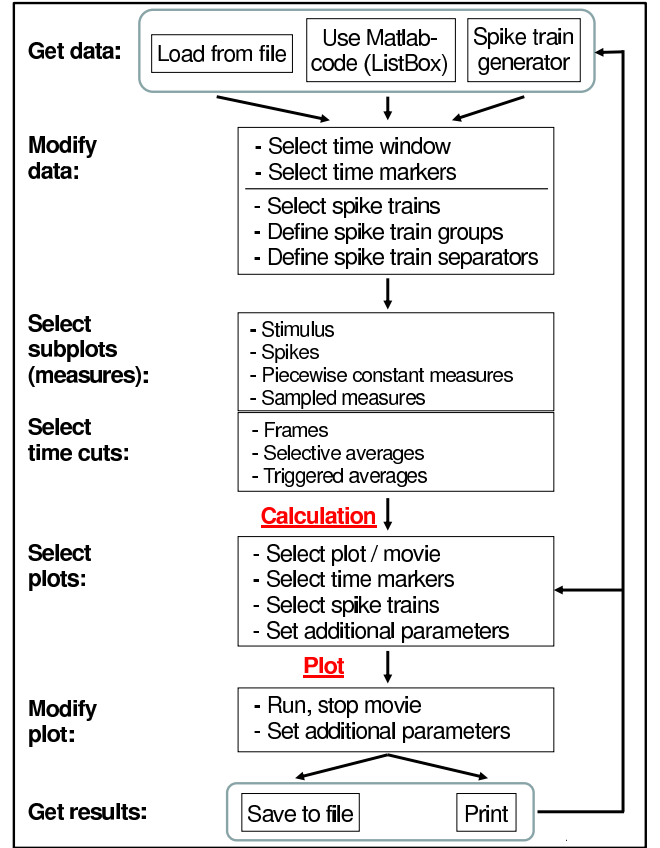 Get data:
Load from file
Use Matlab-
code (ListBox)
Spike train
generator
Modify
data:
- Select time window
- Select time markers
- Select spike trains
- Define spike train groups
- Define spike train separators
Select
subplots
(measures):
- Stimulus
- Spikes
- Piecewise constant measures
- Sampled measures
Select
time cuts:
- Frames
- Selective averages
- Triggered averages
Calculation
Select
plots:
- Select plot / movie
- Select time markers
- Select spike trains
- Set additional parameters
Plot
Modify
plot:
- Run, stop movie
- Set additional parameters
Get results:
Save to file
Print